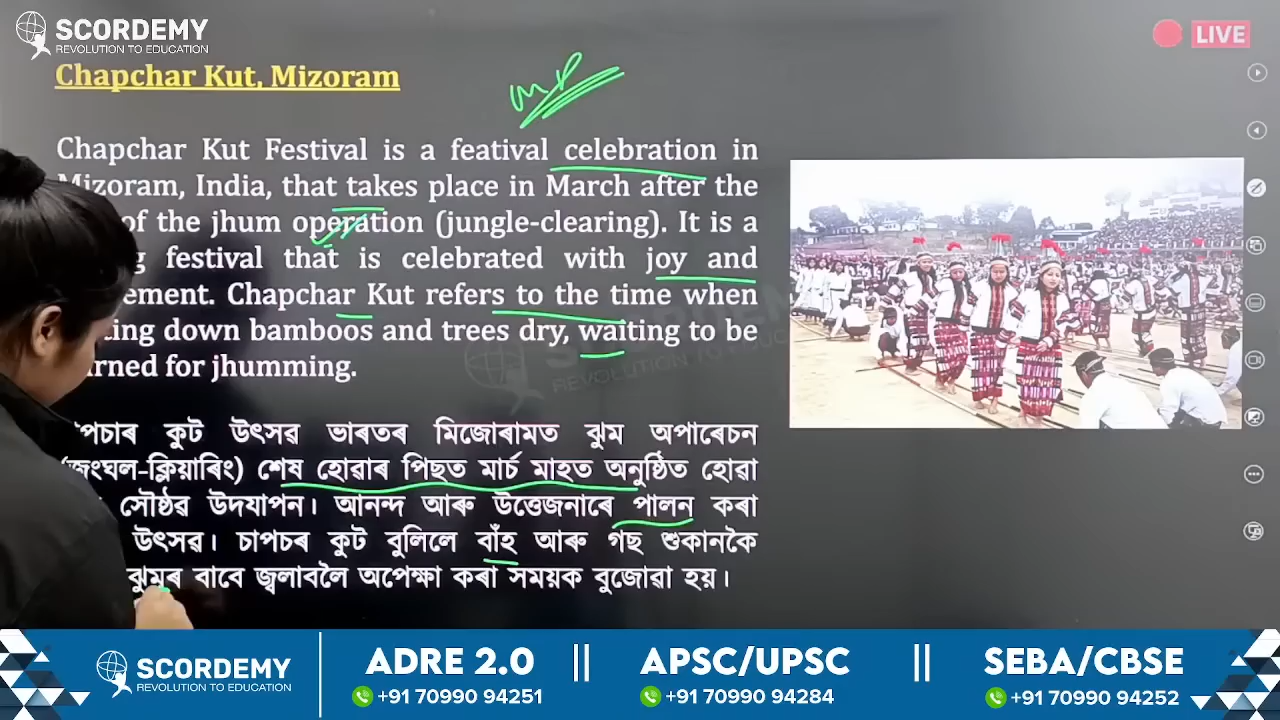 SCORDEMY
REVOLUTION TO EDUCATION
LIVE
Chapchar Kut, Mizoram
Chapchar Kut Festival is a featival celebration in
Mizoram, India, that takes place in March after the
of the jhum operation (jungle-clearing). It is a
festival that is celebrated with joy and
Chapchar Kut refers to the time when
down bamboos and trees dry, waiting to be
for jhumming.
কুট উৎসৱ ভাৰতৰ মিজোৰামত ঝুম অপাৰেচন
(জংঘল-ক্লিয়াৰিং) শেষ হোৱাৰ পিছত মাৰ্চ মাহত অনুষ্ঠিত হোৱা
সৌষ্ঠৱ উদযাপন। আনন্দ আৰু উত্তেজনাৰে পালন কৰা
উৎসৱ। চাপচৰ কুট বুলিলে বাঁহ আৰু গছ শুকানকৈ
ঝুমৰ বাবে জ্বলাবলৈ অপেক্ষা কৰা সময়ক বুজোৱা হয়।
SCORDEMY
REVOLUTION TO EDUCATION
ADRE 2.0 || APSC/UPSC || SEBA/CBSE
+91 70990 94251 +91 70990 94284 +91 70990 94252